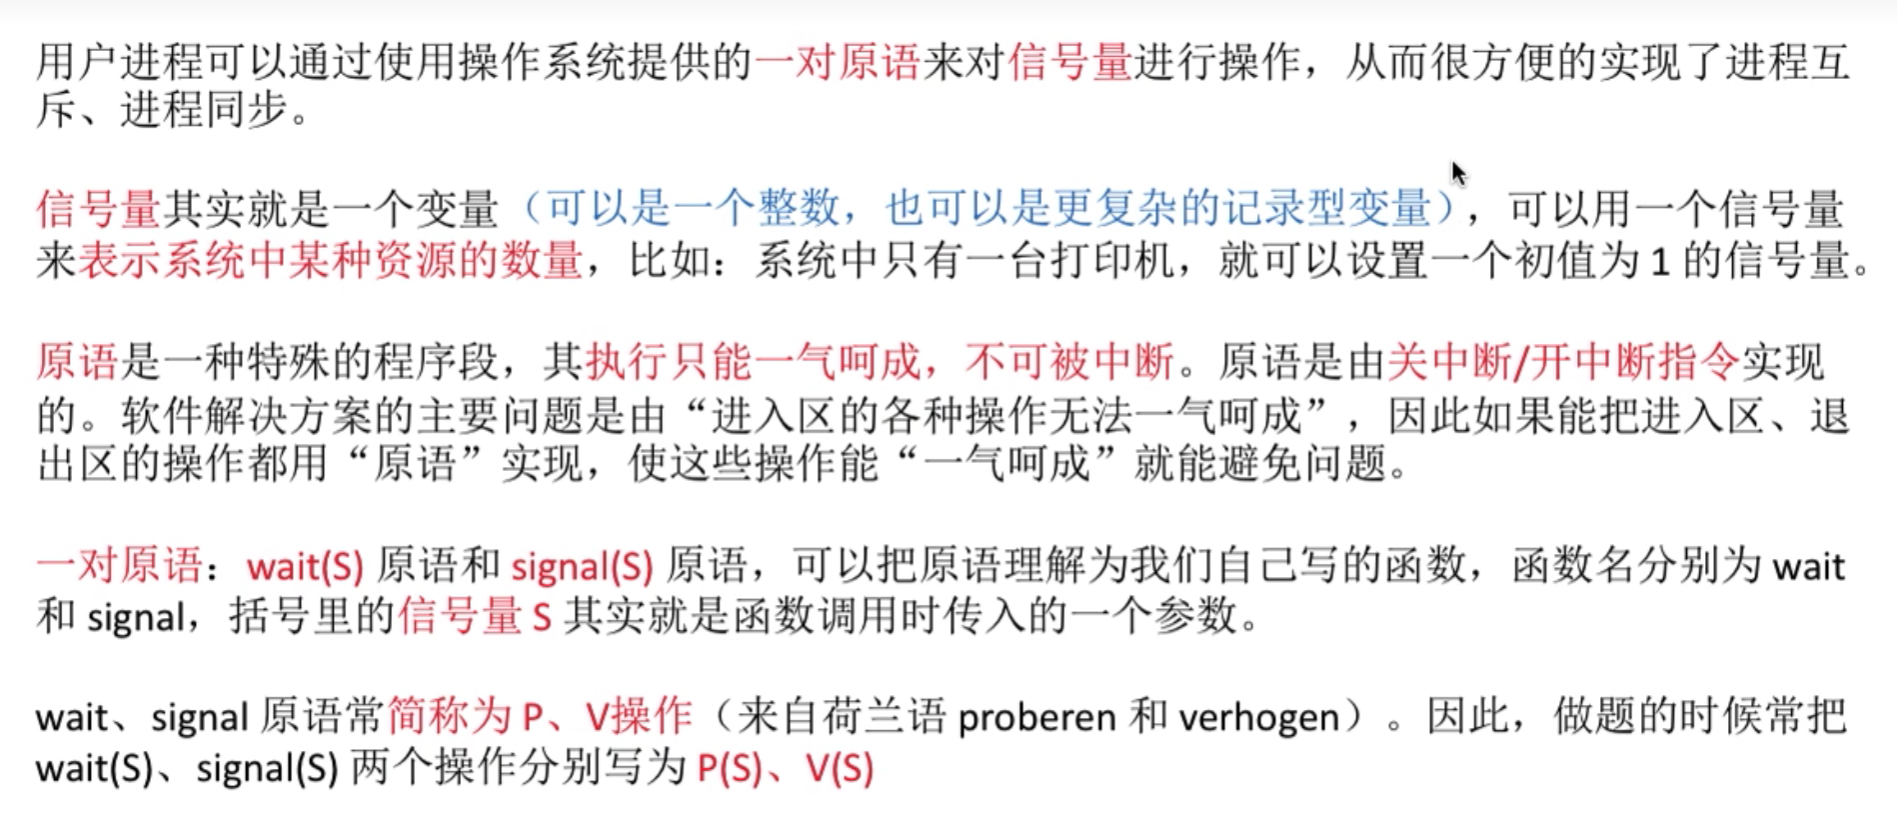 用户进程可以通过使用操作系统提供的一对原语来对信号量进行操作，从而很方便的实现了进程互
斥、进程同步。
信号量其实就是一个变量（可以是一个整数，也可以是更复杂的记录型变量），可以用一个信号量
来表示系统中某种资源的数量，比如：系统中只有一台打印机，就可以设置一个初值为 1 的信号量。
原语是一种特殊的程序段，其执行只能一气呵成，不可被中断。原语是由关中断/开中断指令实现
的。软件解决方案的主要问题是由“进入区的各种操作无法一气呵成”，因此如果能把进入区、退
出区的操作都用“原语”实现，使这些操作能“一气呵成”就能避免问题。
一对原语：wait(S) 原语和 signal(S) 原语，可以把原语理解为我们自己写的函数，函数名分别为 wait
和 signal，括号里的信号量 S 其实就是函数调用时传入的一个参数。
wait、signal 原语常简称为 P、V操作（来自荷兰语 proberen 和 verhogen）。因此，做题的时候常把
wait(S)、signal(S) 两个操作分别写为 P(S)、V(S)